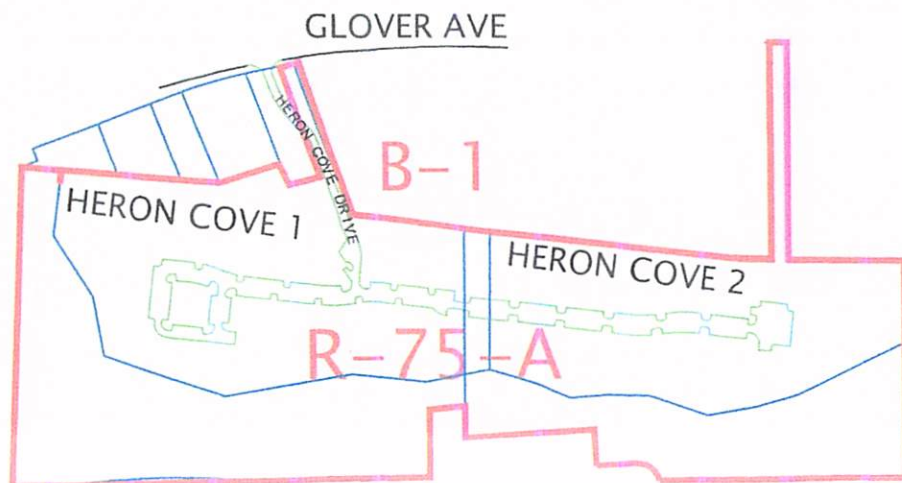 GLOVER AVE
HERON COVE DRIVE
B-1
HERON COVE 1
HERON COVE 2
R-75-A